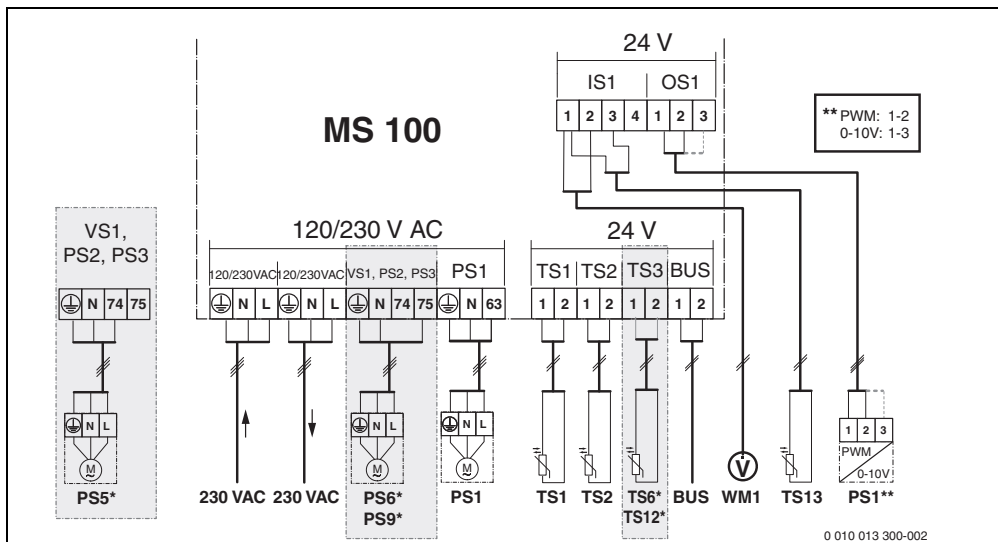 24 V
IS1 OS1
1 2 3 4 1 2 3
** PWM: 1-2
0-10V: 1-3
MS 100
VS1,
PS2, PS3
N 74 75
N L
M
~
PS5*
120/230 V AC
120/230VAC 120/230VAC VS1, PS2, PS3 PS1
N L N L N 74 75 N 63
24 V
TS1 TS2 TS3 BUS
1 2 1 2 1 2 1 2
N L N L
M M
~ ~
1 2 3
PWM
0-10V
V
230 VAC 230 VAC PS6* PS1 TS1 TS2 TS6* BUS WM1 TS13 PS1**
PS9* TS12*
0 010 013 300-002